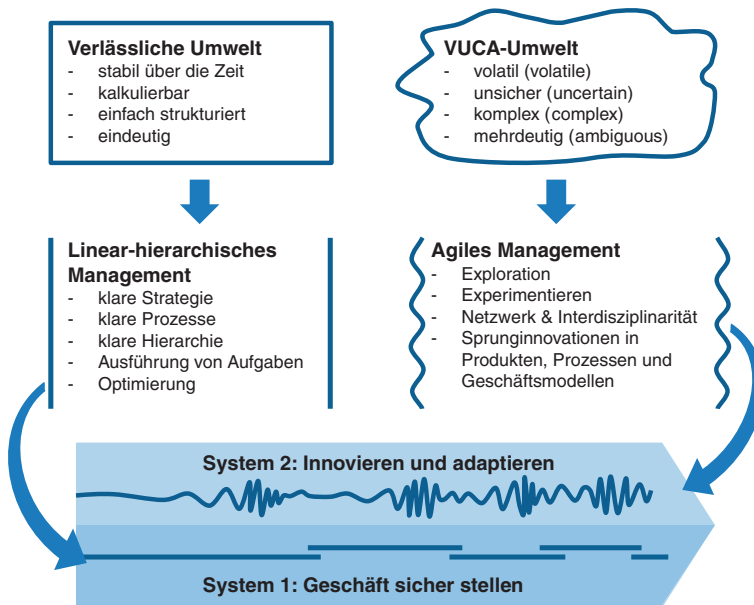 Verlässliche Umwelt
- stabil über die Zeit
- kalkulierbar
- einfach strukturiert
- eindeutig
VUCA-Umwelt
- volatil (volatile)
- unsicher (uncertain)
- komplex (complex)
- mehrdeutig (ambiguous)
Linear-hierarchisches
Management
- klare Strategie
- klare Prozesse
- klare Hierarchie
- Ausführung von Aufgaben
- Optimierung
Agiles Management
- Exploration
- Experimentieren
- Netzwerk & Interdisziplinarität
- Sprunginnovationen in
Produkten, Prozessen und
Geschäftsmodellen
System 2: Innovieren und adaptieren
System 1: Geschäft sicher stellen